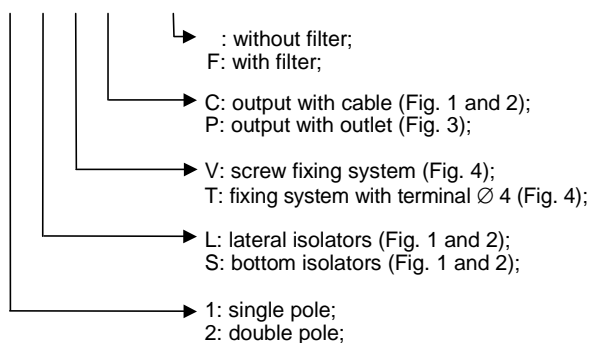 : without filter;
F: with filter;
C: output with cable (Fig. 1 and 2);
P: output with outlet (Fig. 3);
V: screw fixing system (Fig. 4);
T: fixing system with terminal ∅ 4 (Fig. 4);
L: lateral isolators (Fig. 1 and 2);
S: bottom isolators (Fig. 1 and 2);
1: single pole;
2: double pole;